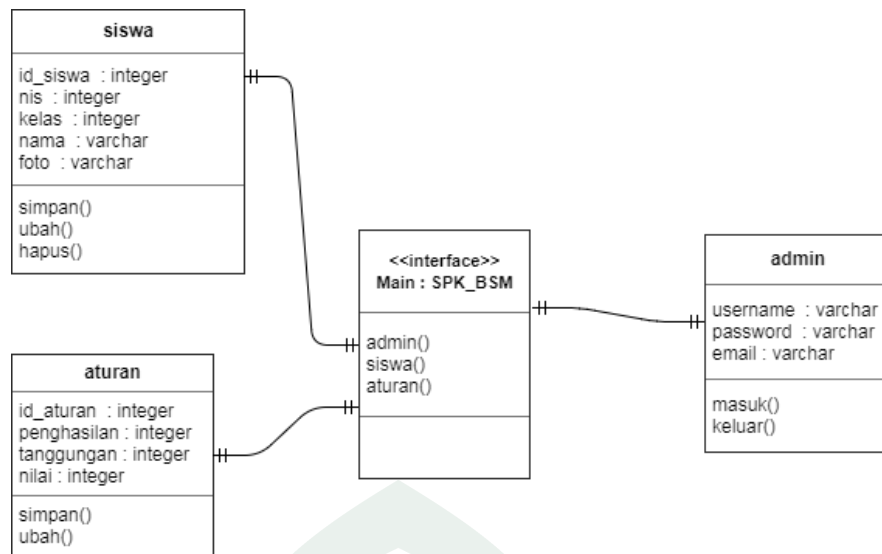 siswa
id_siswa : integer
nis : integer
kelas : integer
nama : varchar
foto : varchar
simpan()
ubah()
hapus()
aturan
id_aturan : integer
penghasilan : integer
tanggungan : integer
nilai : integer
simpan()
ubah()
<<interface>>
Main : SPK_BSM
admin()
siswa()
aturan()
admin
username : varchar
password : varchar
email : varchar
masuk()
keluar()